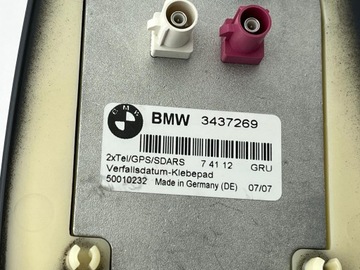 BMW 3437269
2xTel/GPS/SDARS 7 41 12 GRU
Verfallsdatum-Klebepad
50010232 Made in Germany (DE) 07/07